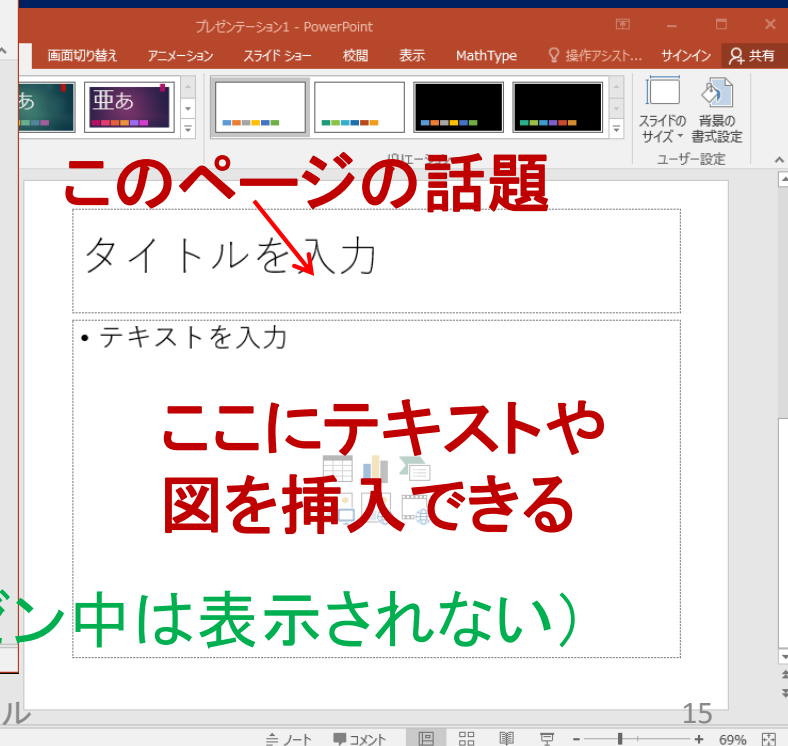 プレゼンテーション1 - PowerPoint
画面切り替え アニメーション スライド ショー 校閲 表示 MathType 操作アシスト... サインイン 共有
あ 亜あ
スライドの サイズ
背景の 書式設定
ユーザー設定
このページの話題
タイトルを入力
• テキストを入力
ここにテキストや
図を挿入できる
ン中は表示されない）
ル 15
ノート コメント 69%